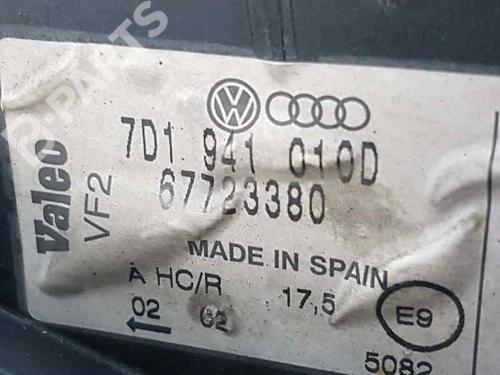 B-PARTS
Valeo
VF2
7D1 941 010D
67723380
MADE IN SPAIN
A HC/R 17,5
02 02
E9
5082